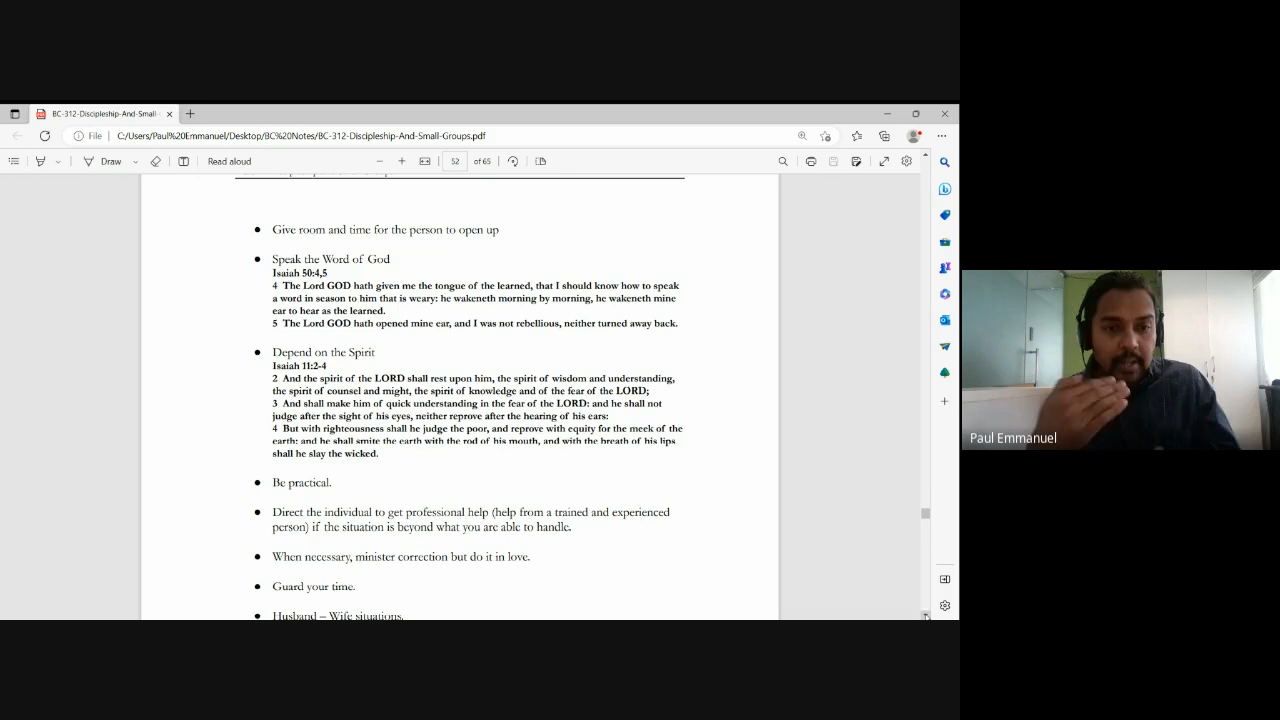 BC-312-Discipleship-And-Small-
File
C:/Users/Paul%20Emmanuel/Desktop/BC%20Notes/BC-312-Discipleship-And-Small-Groups.pdf
Draw
Read aloud
52 of 65
● Give room and time for the person to open up
● Speak the Word of God
Isaiah 50:4,5
4 The Lord GOD hath given me the tongue of the learned, that I should know how to speak
a word in season to him that is weary: he wakeneth morning by morning, he wakeneth mine
ear to hear as the learned.
5 The Lord GOD hath opened mine ear, and I was not rebellious, neither turned away back.
● Depend on the Spirit
Isaiah 11:2-4
2 And the spirit of the LORD shall rest upon him, the spirit of wisdom and understanding,
the spirit of counsel and might, the spirit of knowledge and of the fear of the LORD;
3 And shall make him of quick understanding in the fear of the LORD: and he shall not
judge after the sight of his eyes, neither reprove after the hearing of his ears:
4 But with righteousness shall he judge the poor, and reprove with equity for the meek of the
earth: and he shall smite the earth with the rod of his mouth, and with the breath of his lips
shall he slay the wicked.
● Be practical.
● Direct the individual to get professional help (help from a trained and experienced
person) if the situation is beyond what you are able to handle.
● When necessary, minister correction but do it in love.
● Guard your time.
● Husband – Wife situations.
Paul Emmanuel